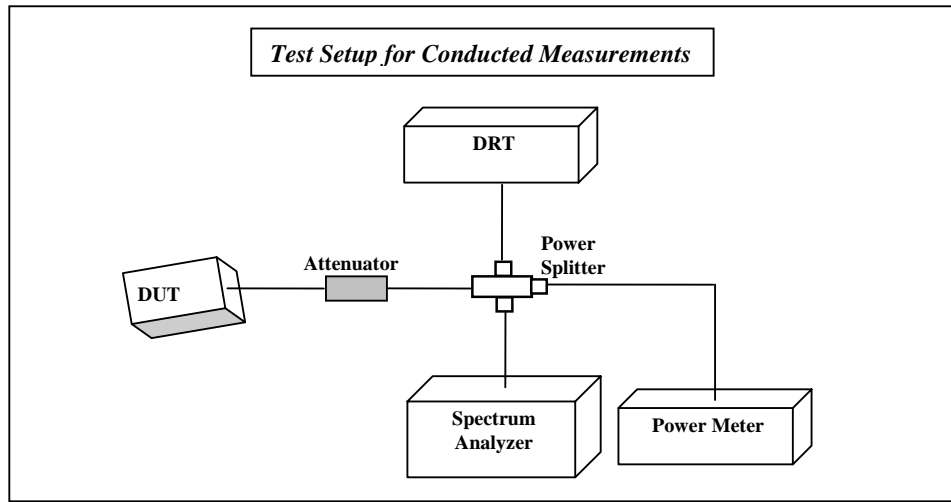 Test Setup for Conducted Measurements
DRT
Power
Splitter
Attenuator
DUT
Spectrum
Analyzer
Power Meter